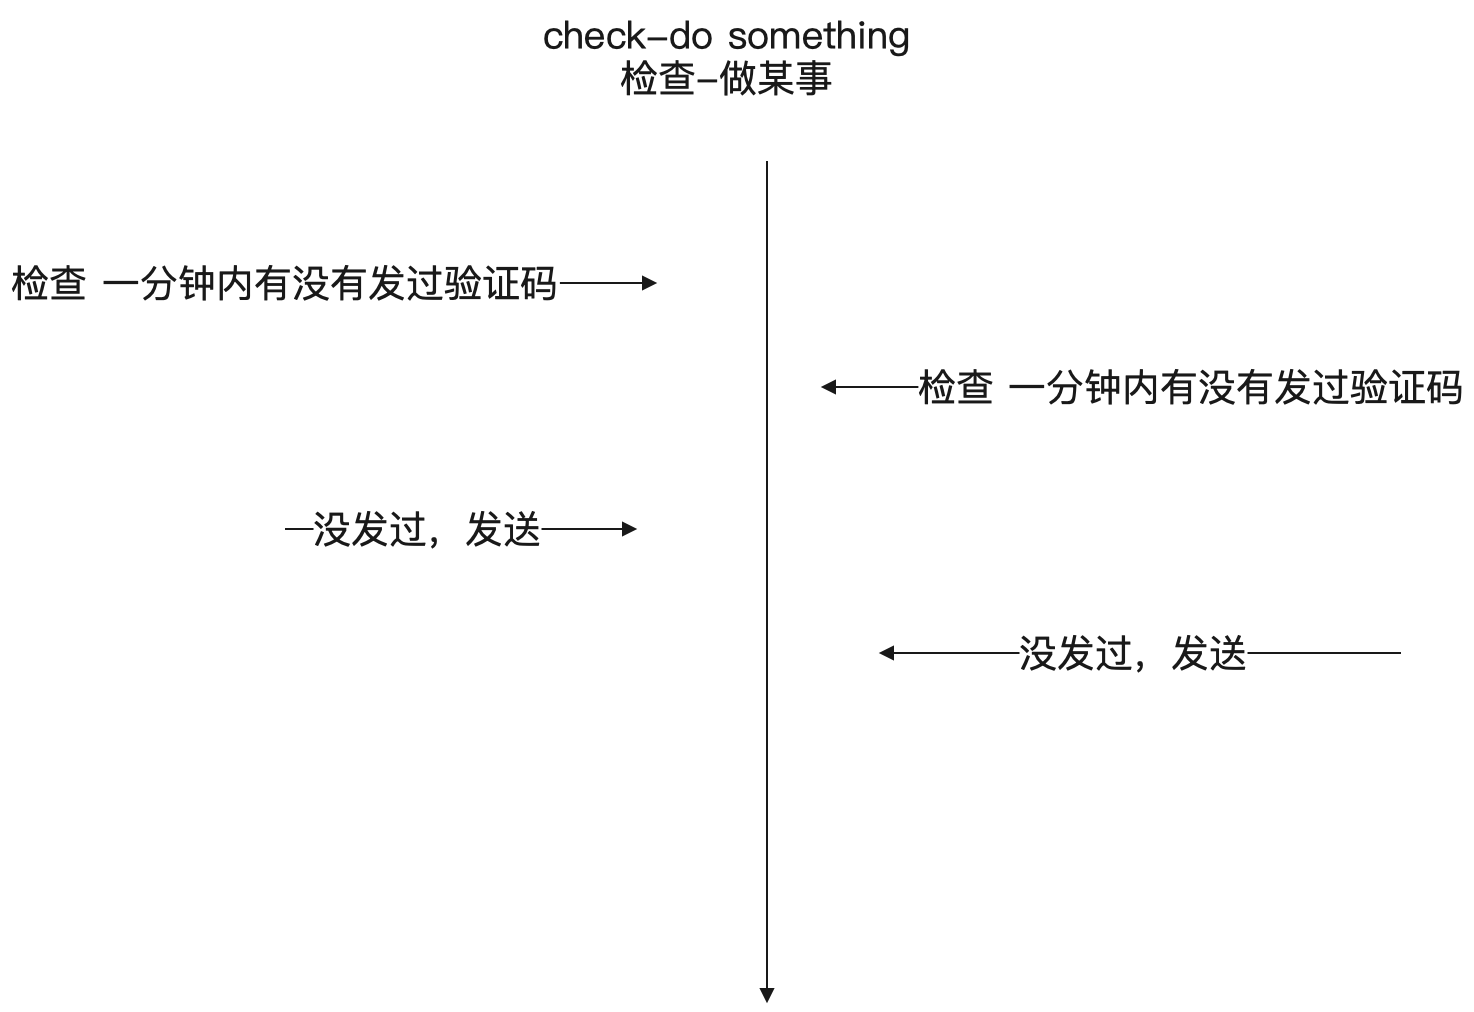 check-do something
检查-做某事
检查 一分钟内有没有发过验证码
检查 一分钟内有没有发过验证码
没发过，发送
没发过，发送